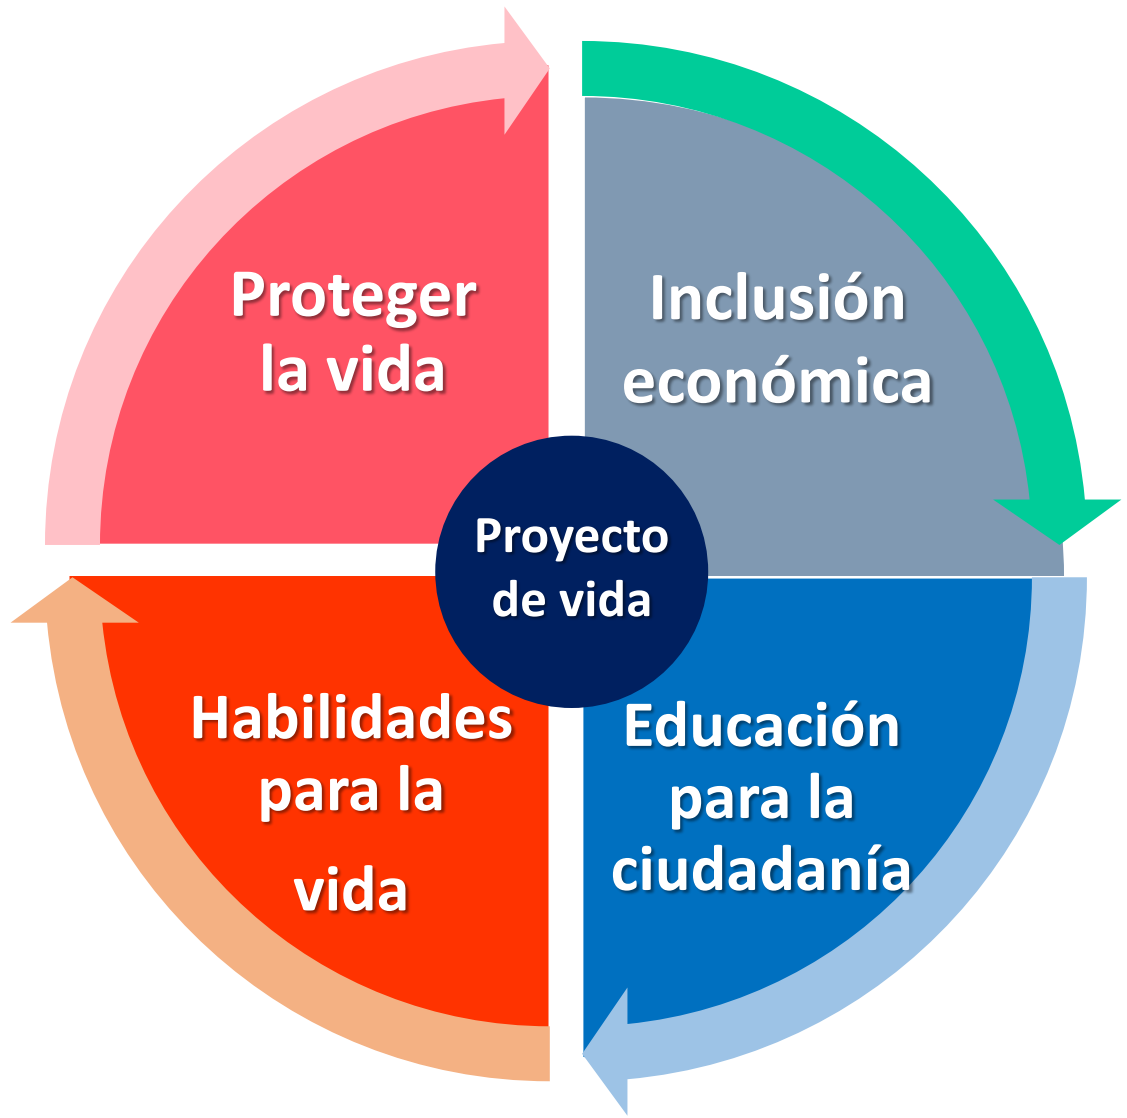 Proteger
la vida
Inclusión
económica
Proyecto
de vida
Habilidades
para la
vida
Educación
para la
ciudadanía